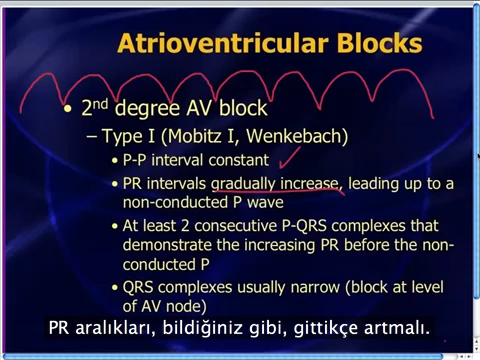 Atrioventricular Blocks
• 2nd degree AV block
– Type I (Mobitz I, Wenkebach)
• P-P interval constant
• PR intervals gradually increase, leading up to a
non-conducted P wave
• At least 2 consecutive P-QRS complexes that
demonstrate the increasing PR before the non-
conducted P
• QRS complexes usually narrow (block at level
of AV node)
PR aralıkları, bildiğiniz gibi, gittikçe artmalı.